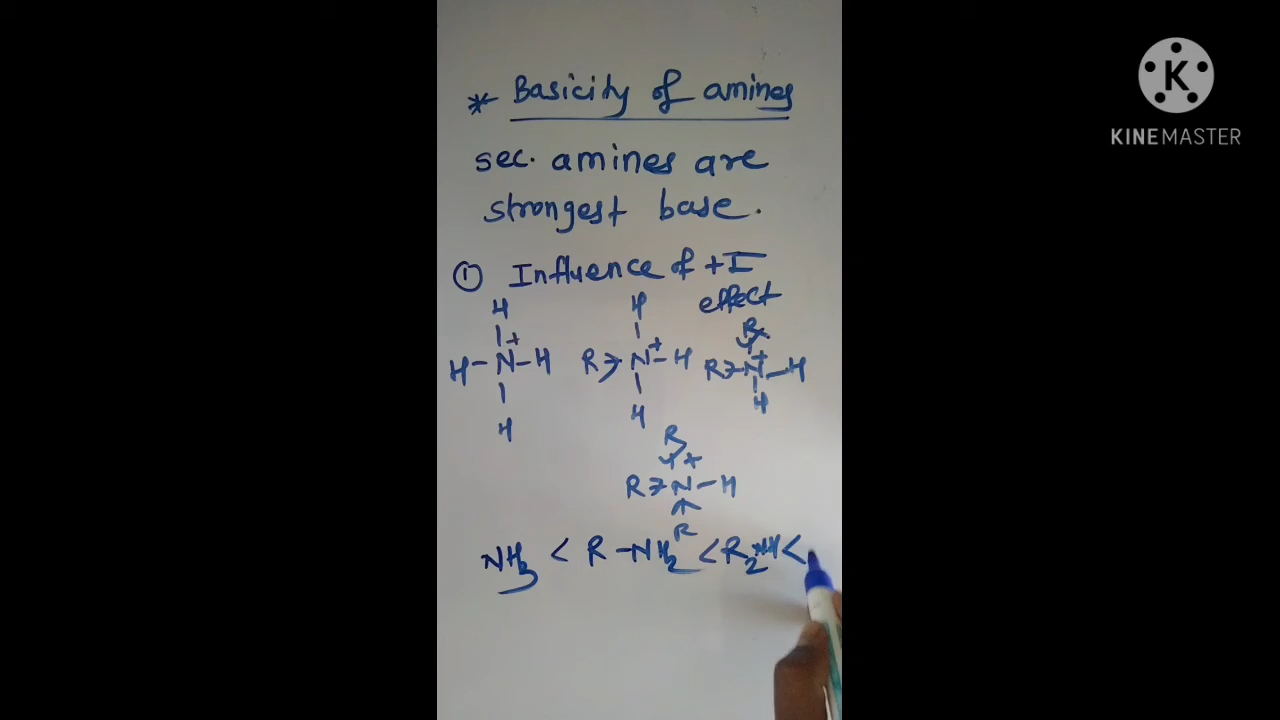 * Basicity of amines
sec. amines are
strongest base.
① Influence of +I
effect
H H R
H-N+-H R>N+-H R>N+-H
H H H
R
R>N+-H
R
NH3 < R-NH2 < R2NH <
K
KINEMASTER